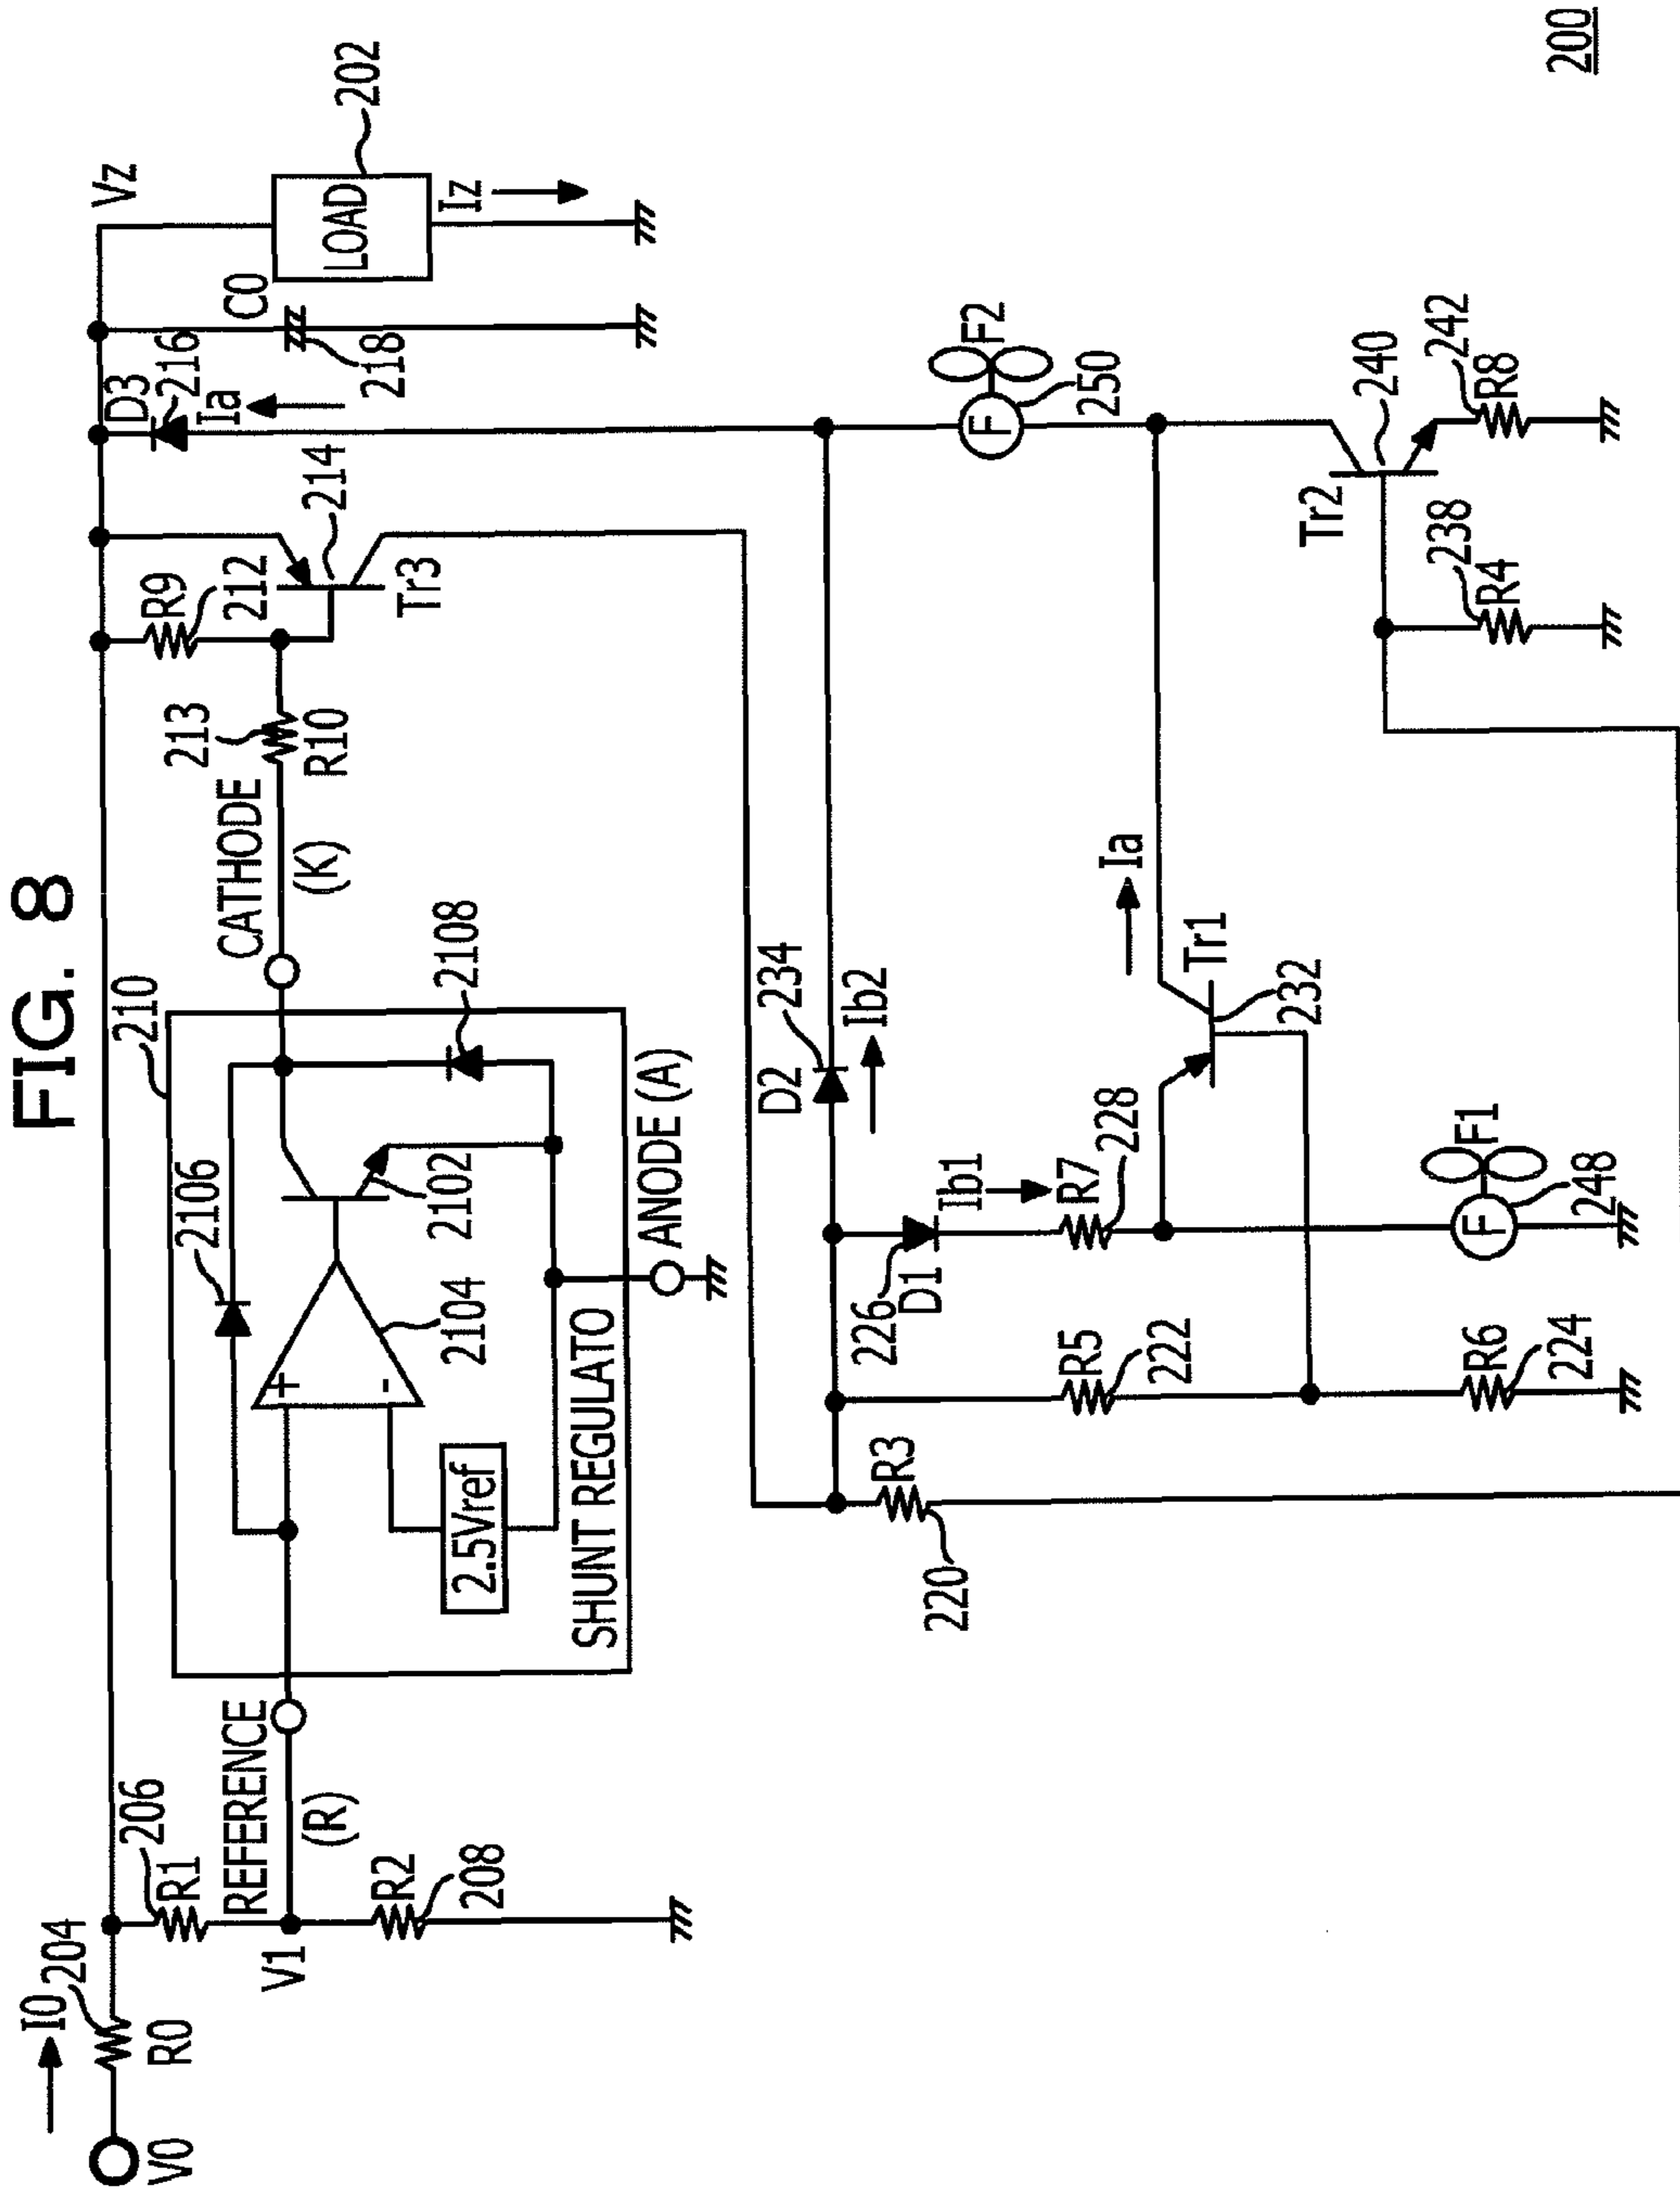 FIG. 8
I0
204
V0
R0
206
R1
V1
R2
208
REFERENCE
(R)
210
2106
2104
2102
2108
2.5Vref
+
-
SHUNT REGULATO
ANODE (A)
CATHODE
(K)
213
R10
R9
212
214
Tr3
D3
216
Ia
C0
218
Vz
LOAD
202
Iz
R3
220
R5
222
226
D1
Ib1
R7
228
D2
234
Ib2
Ia
Tr1
232
R6
224
F
F1
248
F
F2
250
Tr2
240
238
R4
242
R8
200